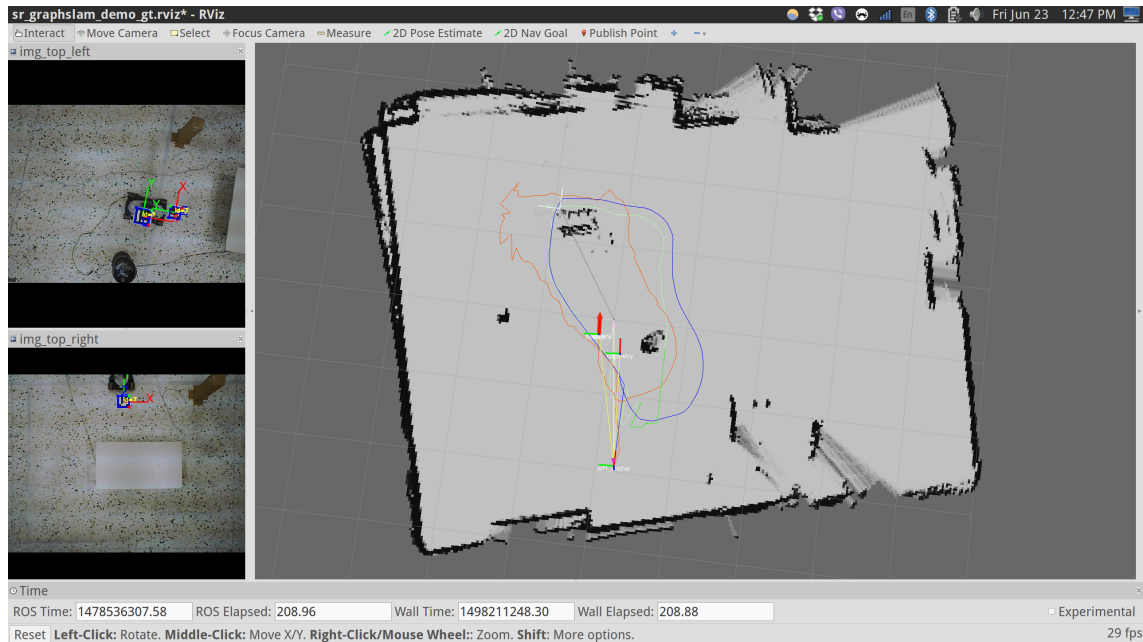 sr_graphslam_demo_gt.rviz* - RViz
En
Fri Jun 23 12:47 PM
Interact Move Camera Select Focus Camera Measure 2D Pose Estimate 2D Nav Goal Publish Point
img_top_left
X
Y
Y
img_top_right
X
Time
ROS Time: 1478536307.58 ROS Elapsed: 208.96 Wall Time: 1498211248.30 Wall Elapsed: 208.88 Experimental
Reset Left-Click: Rotate. Middle-Click: Move X/Y. Right-Click/Mouse Wheel:: Zoom. Shift: More options. 29 fps